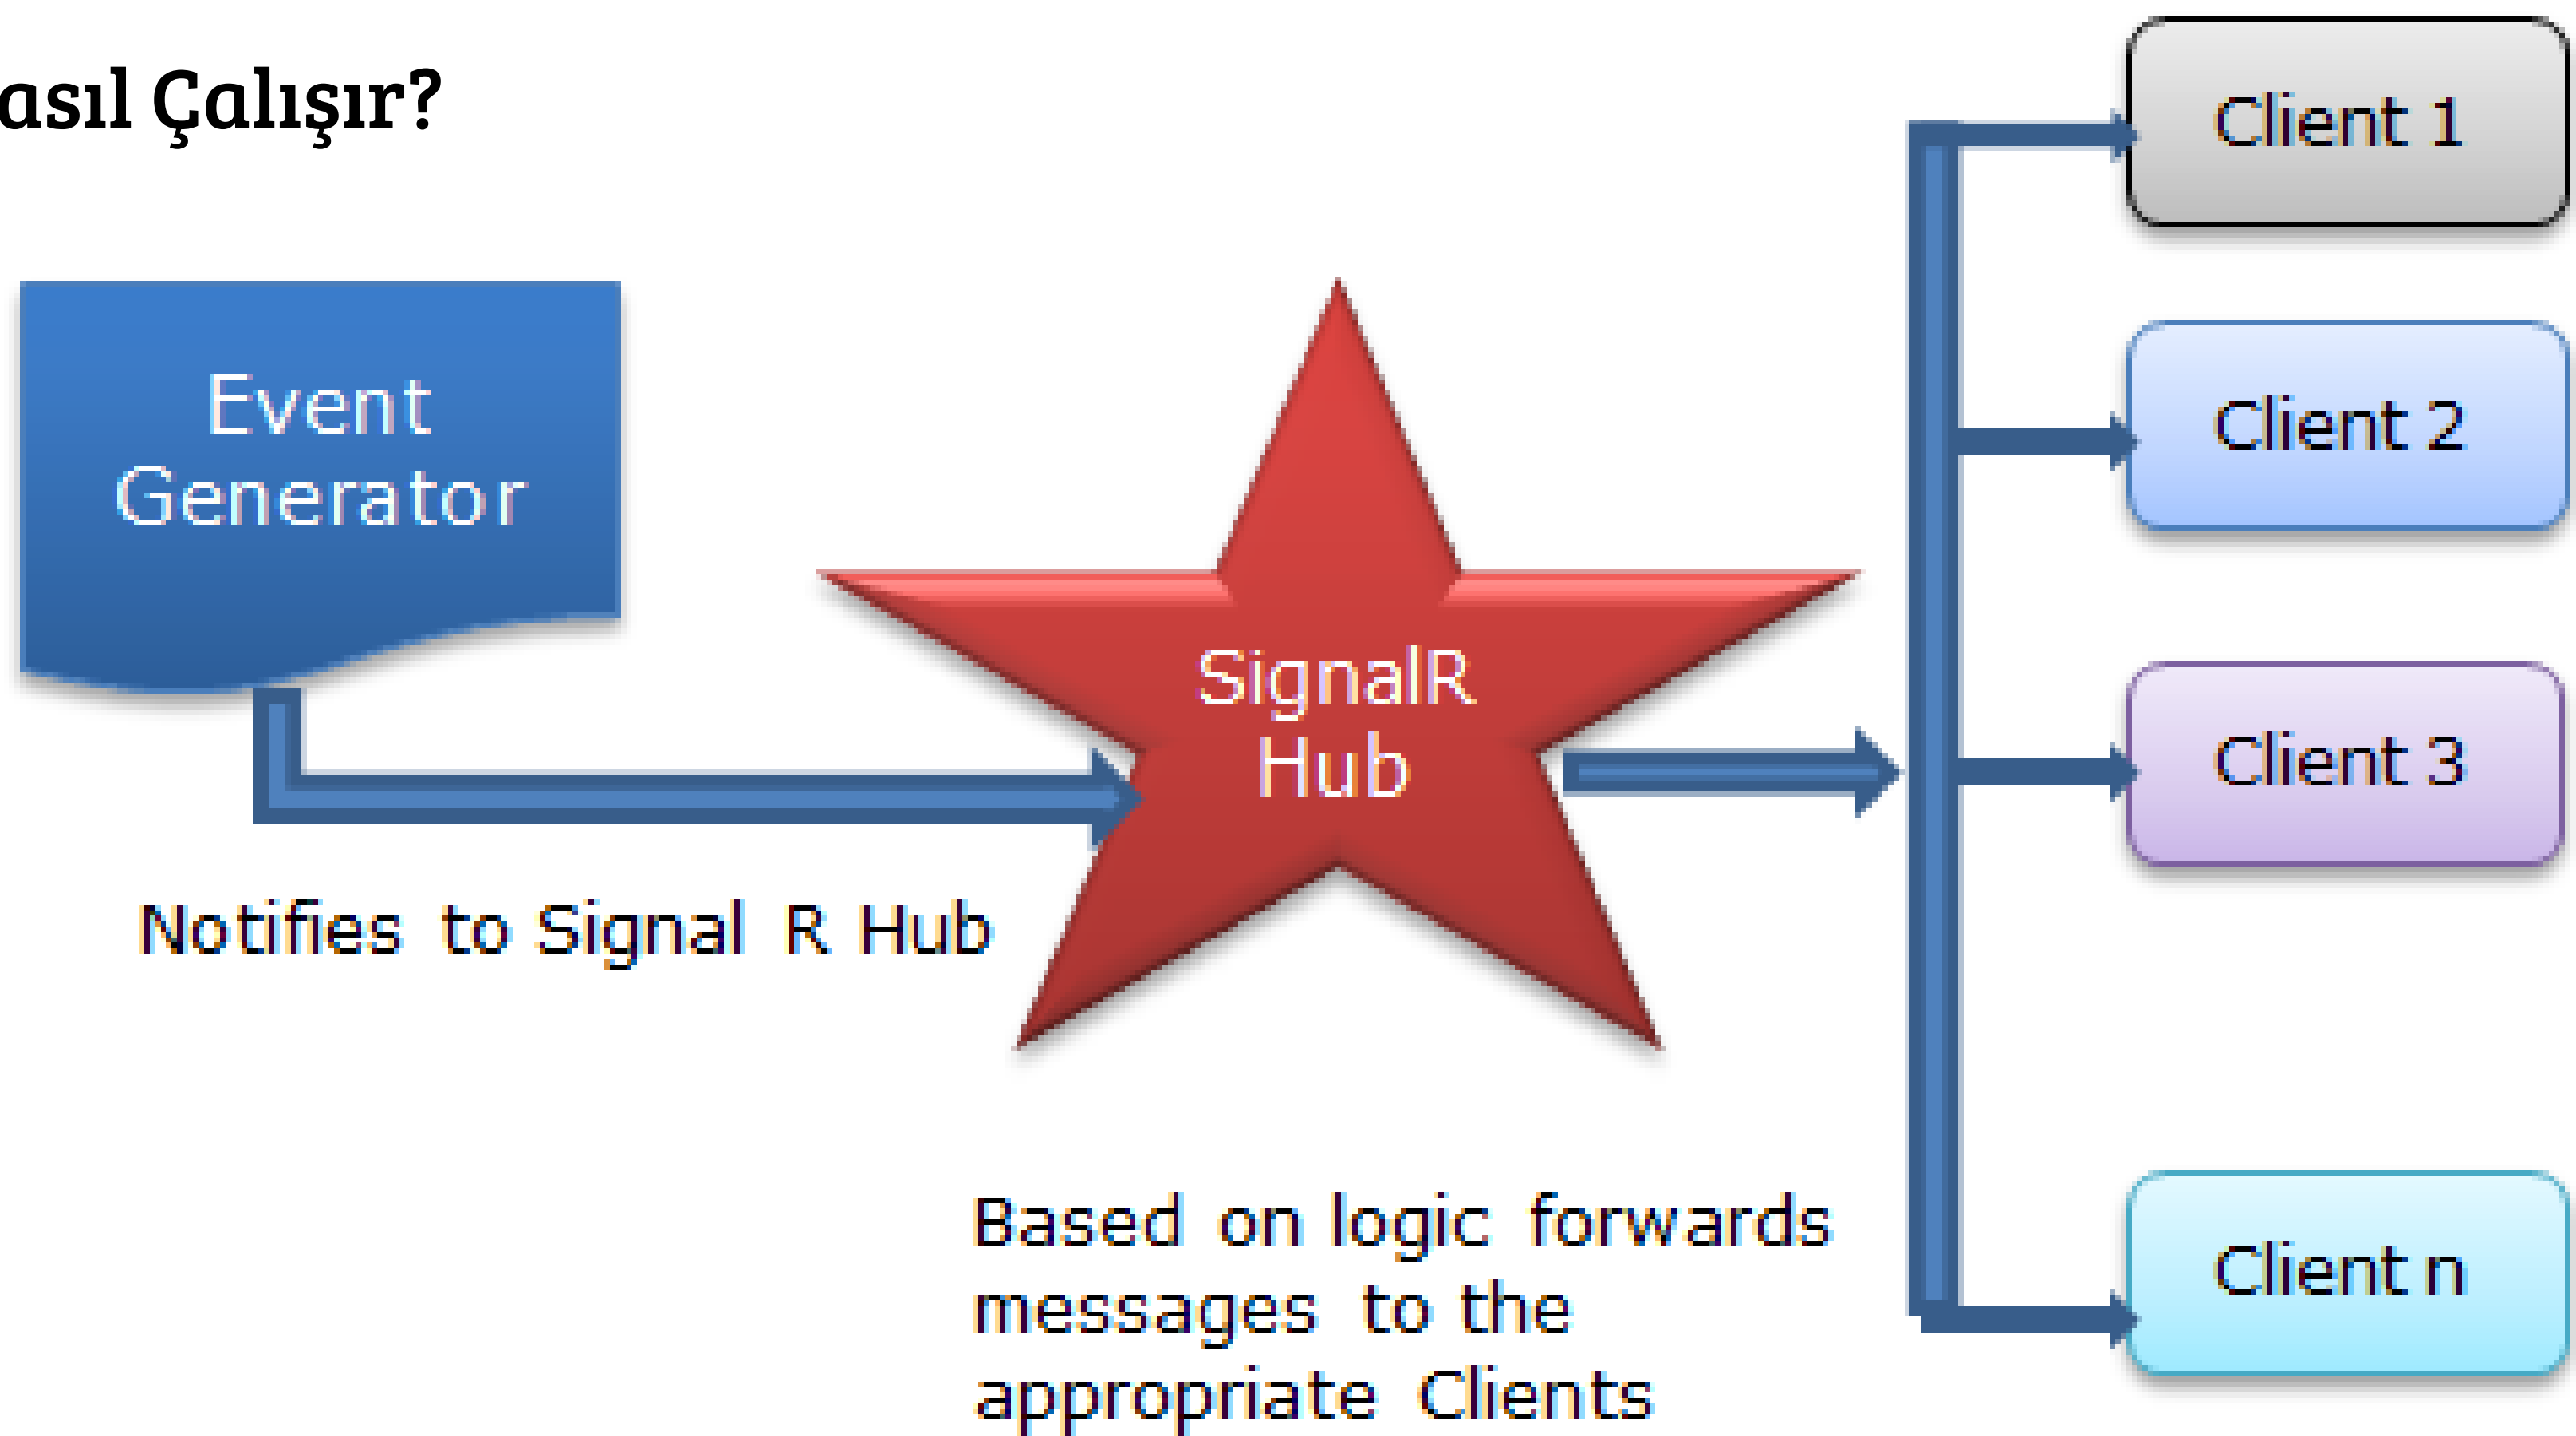 asıl Çalışır?
Event
Generator
Notifies to Signal R Hub
SignalR
Hub
Based on logic forwards
messages to the
appropriate Clients
Client 1
Client 2
Client 3
Client n